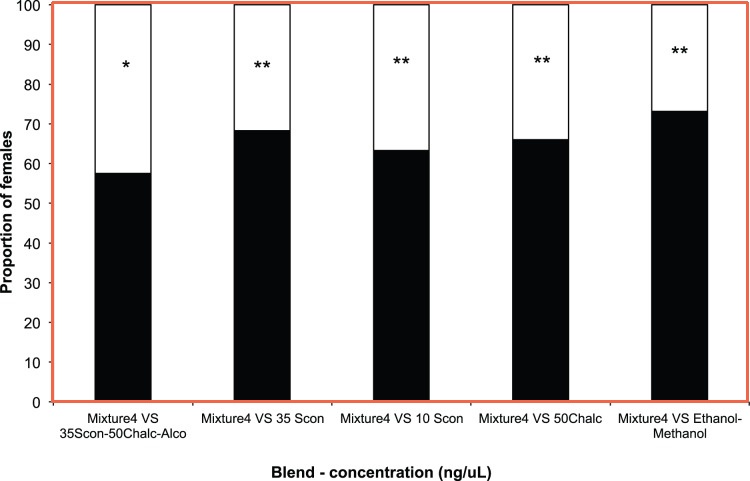 100
90
80
70
60
50
40
30
20
10
0
Proportion of females
* ** ** ** **
Mixture4 VS
35Scon-50Chalc-Alco
Mixture4 VS 35 Scon
Mixture4 VS 10 Scon
Mixture4 VS 50Chalc
Mixture4 VS Ethanol-
Methanol
Blend - concentration (ng/uL)